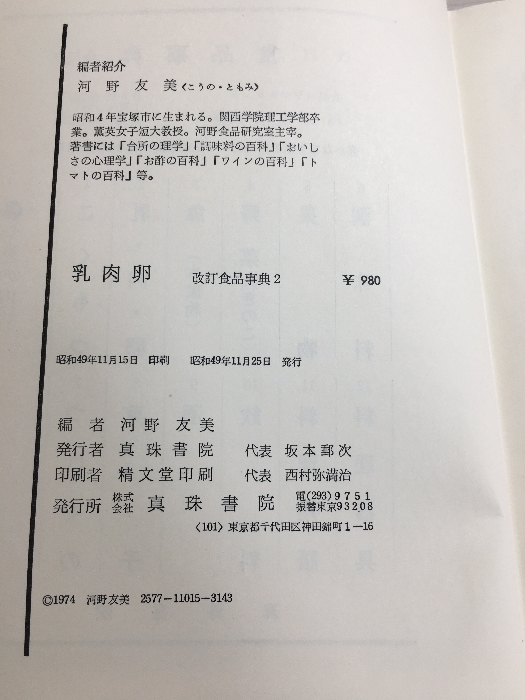 編者紹介
河野友美(こうの・ともみ)
昭和4年宝塚市に生まれる。関西学院理工学部卒
業。薫英女子短大教授。河野食品研究室主宰。
著書には『台所の理学』『調味料の百科』『おいし
さの心理学』『お酢の百科』『ワインの百科』『ト
マトの百科』等。
乳肉卵 改訂食品事典2 ¥980
昭和49年11月15日 印刷 昭和49年11月25日 発行
編者 河野友美
発行者 真珠書院 代表 坂本郵次
印刷者 精文堂印刷 代表 西村弥満治
発行所 株式会社 真珠書院 電(293)9751
振替東京93208
(101) 東京都千代田区神田錦町1-16
©1974 河野友美 2577-11015-3143